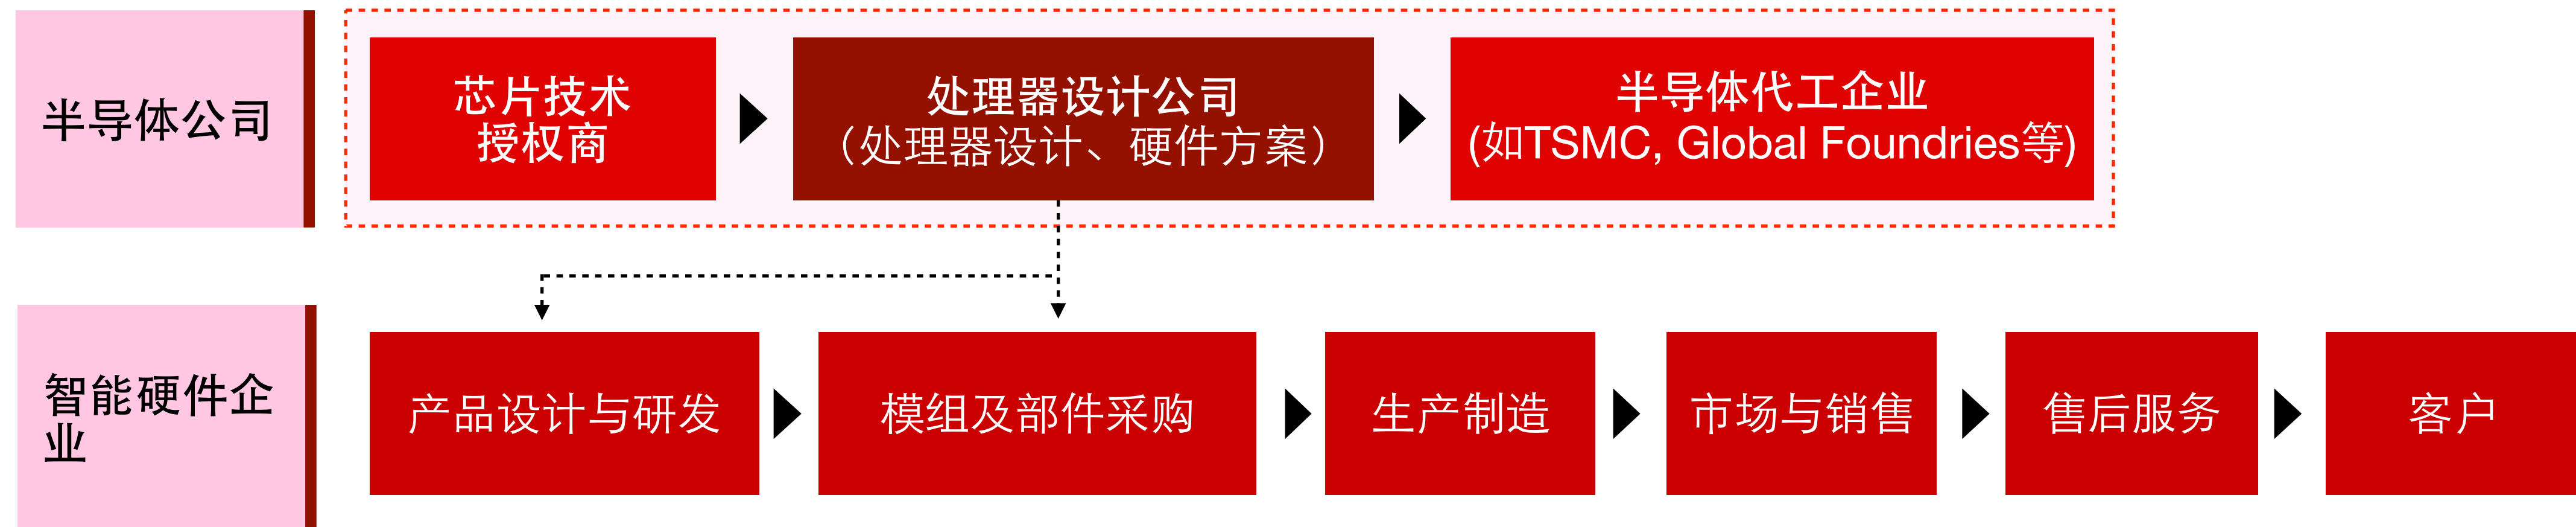 半导体公司
芯片技术
授权商
处理器设计公司
（处理器设计、硬件方案）
半导体代工企业
(如TSMC, Global Foundries等)
智能硬件企
业
产品设计与研发
模组及部件采购
生产制造
市场与销售
售后服务
客户